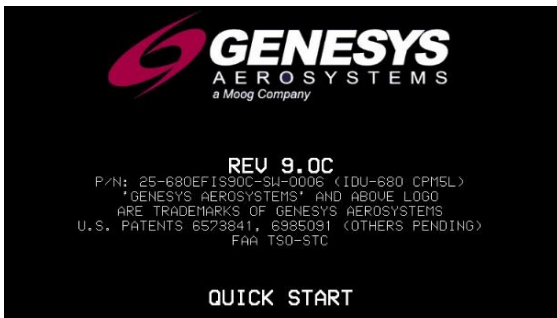 GENESYS
AEROSYSTEMS
a Moog Company
REV 9.0C
P/N: 25-680EFIS90C-SW-0006 (IDU-680 CPM5L)
'GENESYS AEROSYSTEMS' AND ABOVE LOGO
ARE TRADEMARKS OF GENESYS AEROSYSTEMS
U.S. PATENTS 6573841, 6985091 (OTHERS PENDING)
FAA TSO-STC
QUICK START